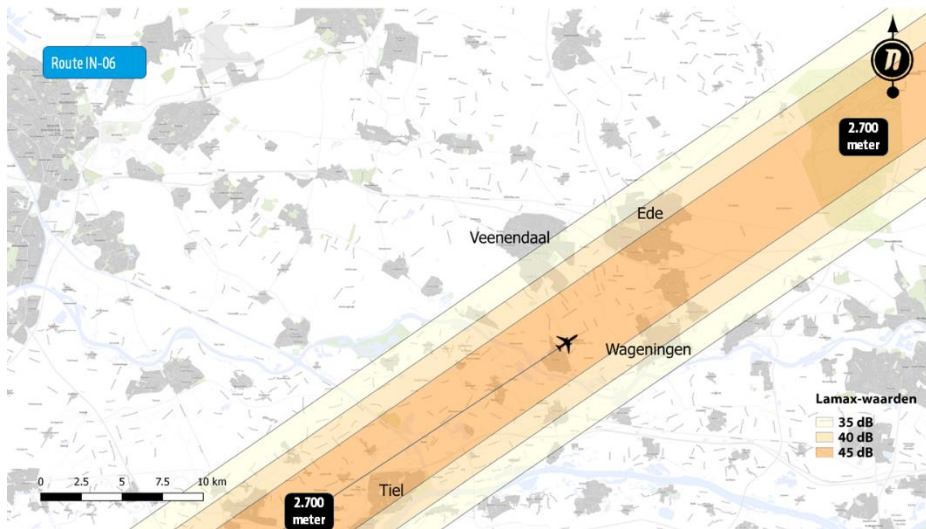 Route IN-06
n
2.700
meter
Ede
Veenendaal
Wageningen
Lamax-waarden
35 dB
40 dB
45 dB
0 2.5 5 7.5 10 km
Tiel
2.700
meter